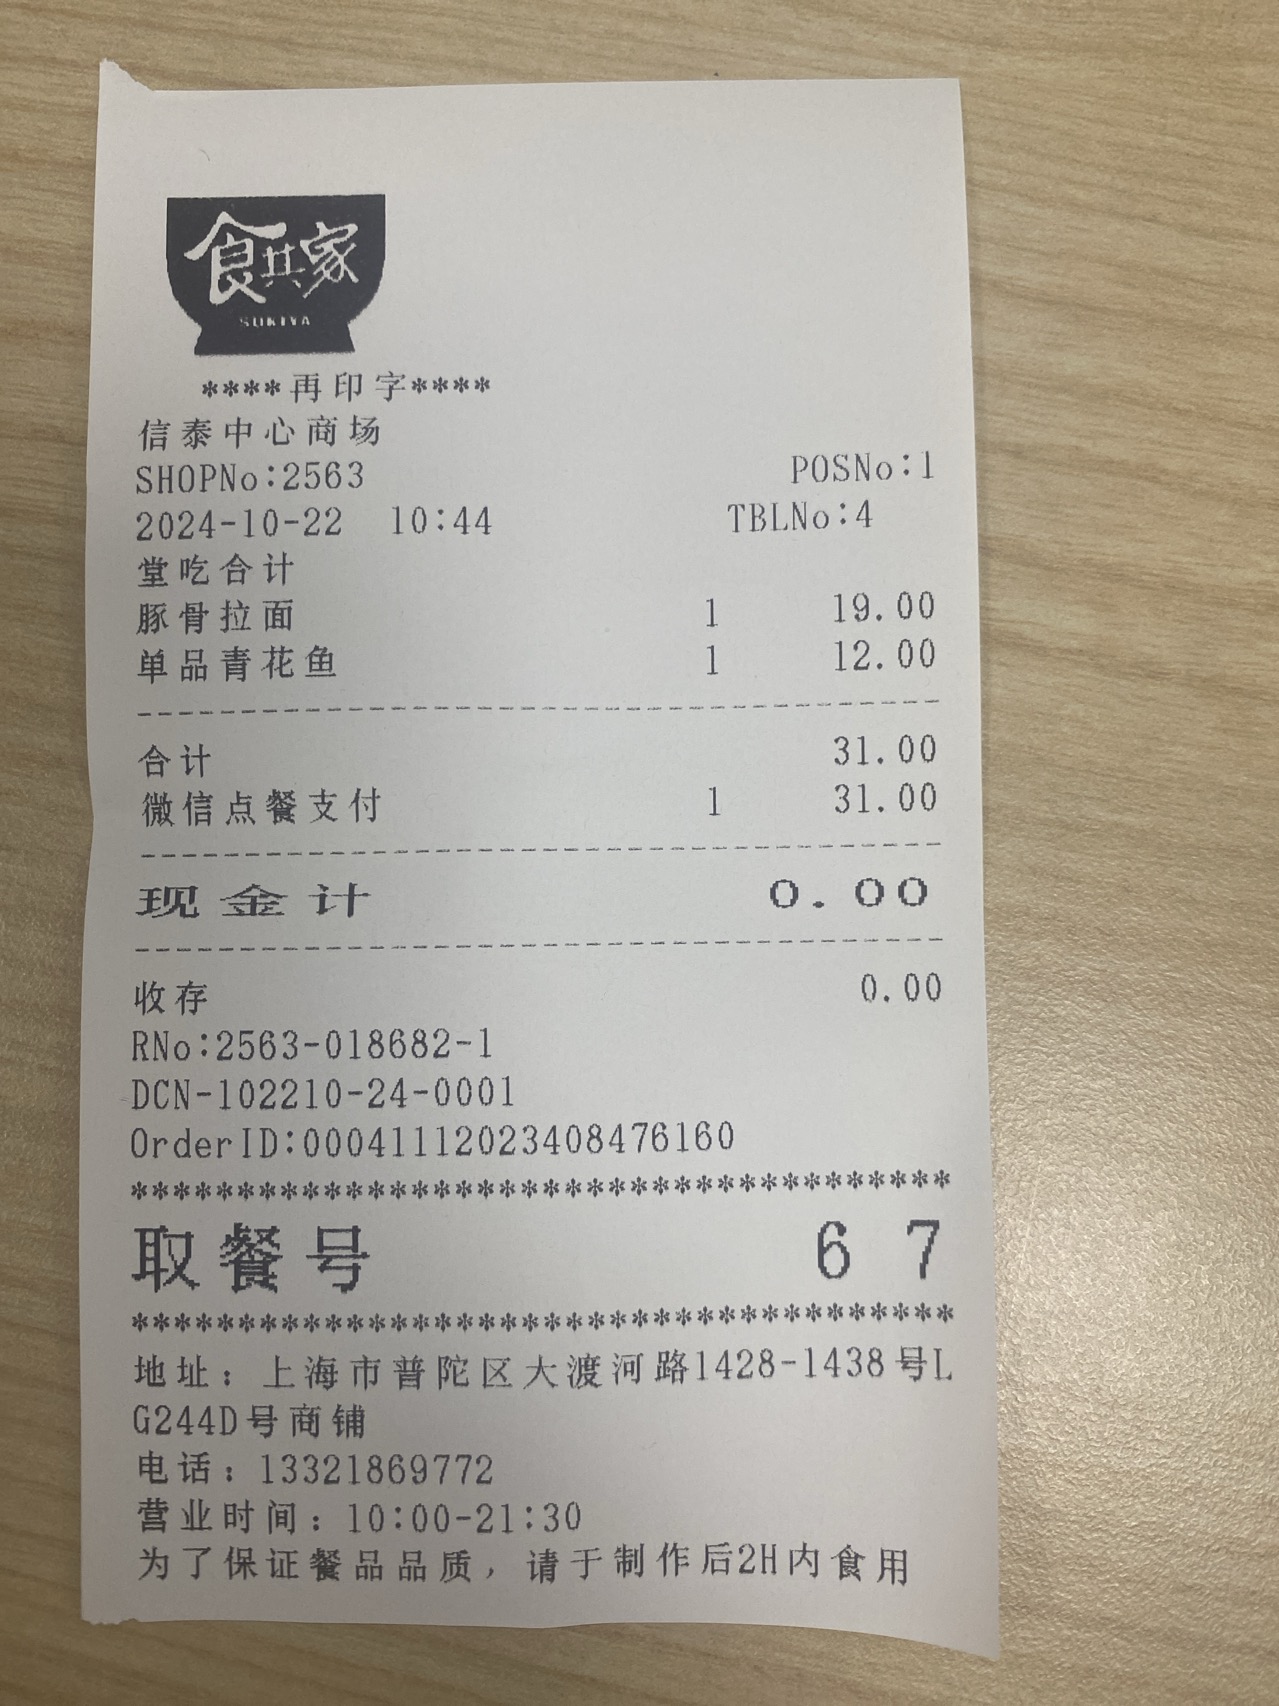 食其家
SUKIYA
****再印字****
信泰中心商场
SHOPNo:2563 POSNo:1
2024-10-22 10:44 TBLNo:4
堂吃合计
豚骨拉面 1 19.00
单品青花鱼 1 12.00
合计 31.00
微信点餐支付 1 31.00
现金计 0.00
收存 0.00
RNo:2563-018682-1
DCN-102210-24-0001
OrderID:00041112023408476160
**************************************
取餐号 67
**************************************
地址：上海市普陀区大渡河路1428-1438号L
G244D号商铺
电话：13321869772
营业时间：10:00-21:30
为了保证餐品品质，请于制作后2H内食用